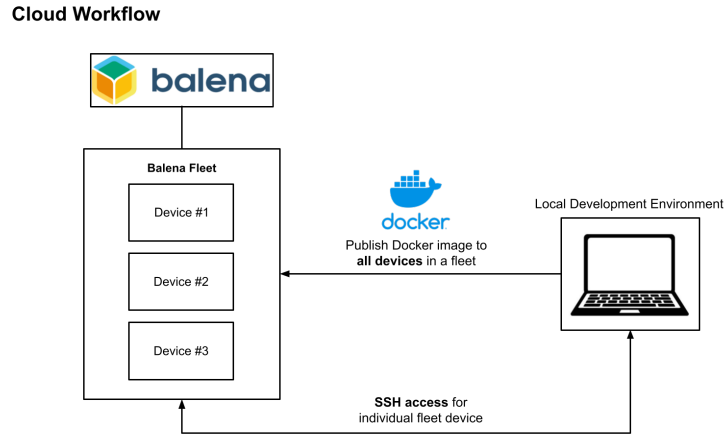 Cloud Workflow
balena
Balena Fleet
Device #1
Device #2
Device #3
docker
Publish Docker image to
all devices in a fleet
Local Development Environment
SSH access for
individual fleet device